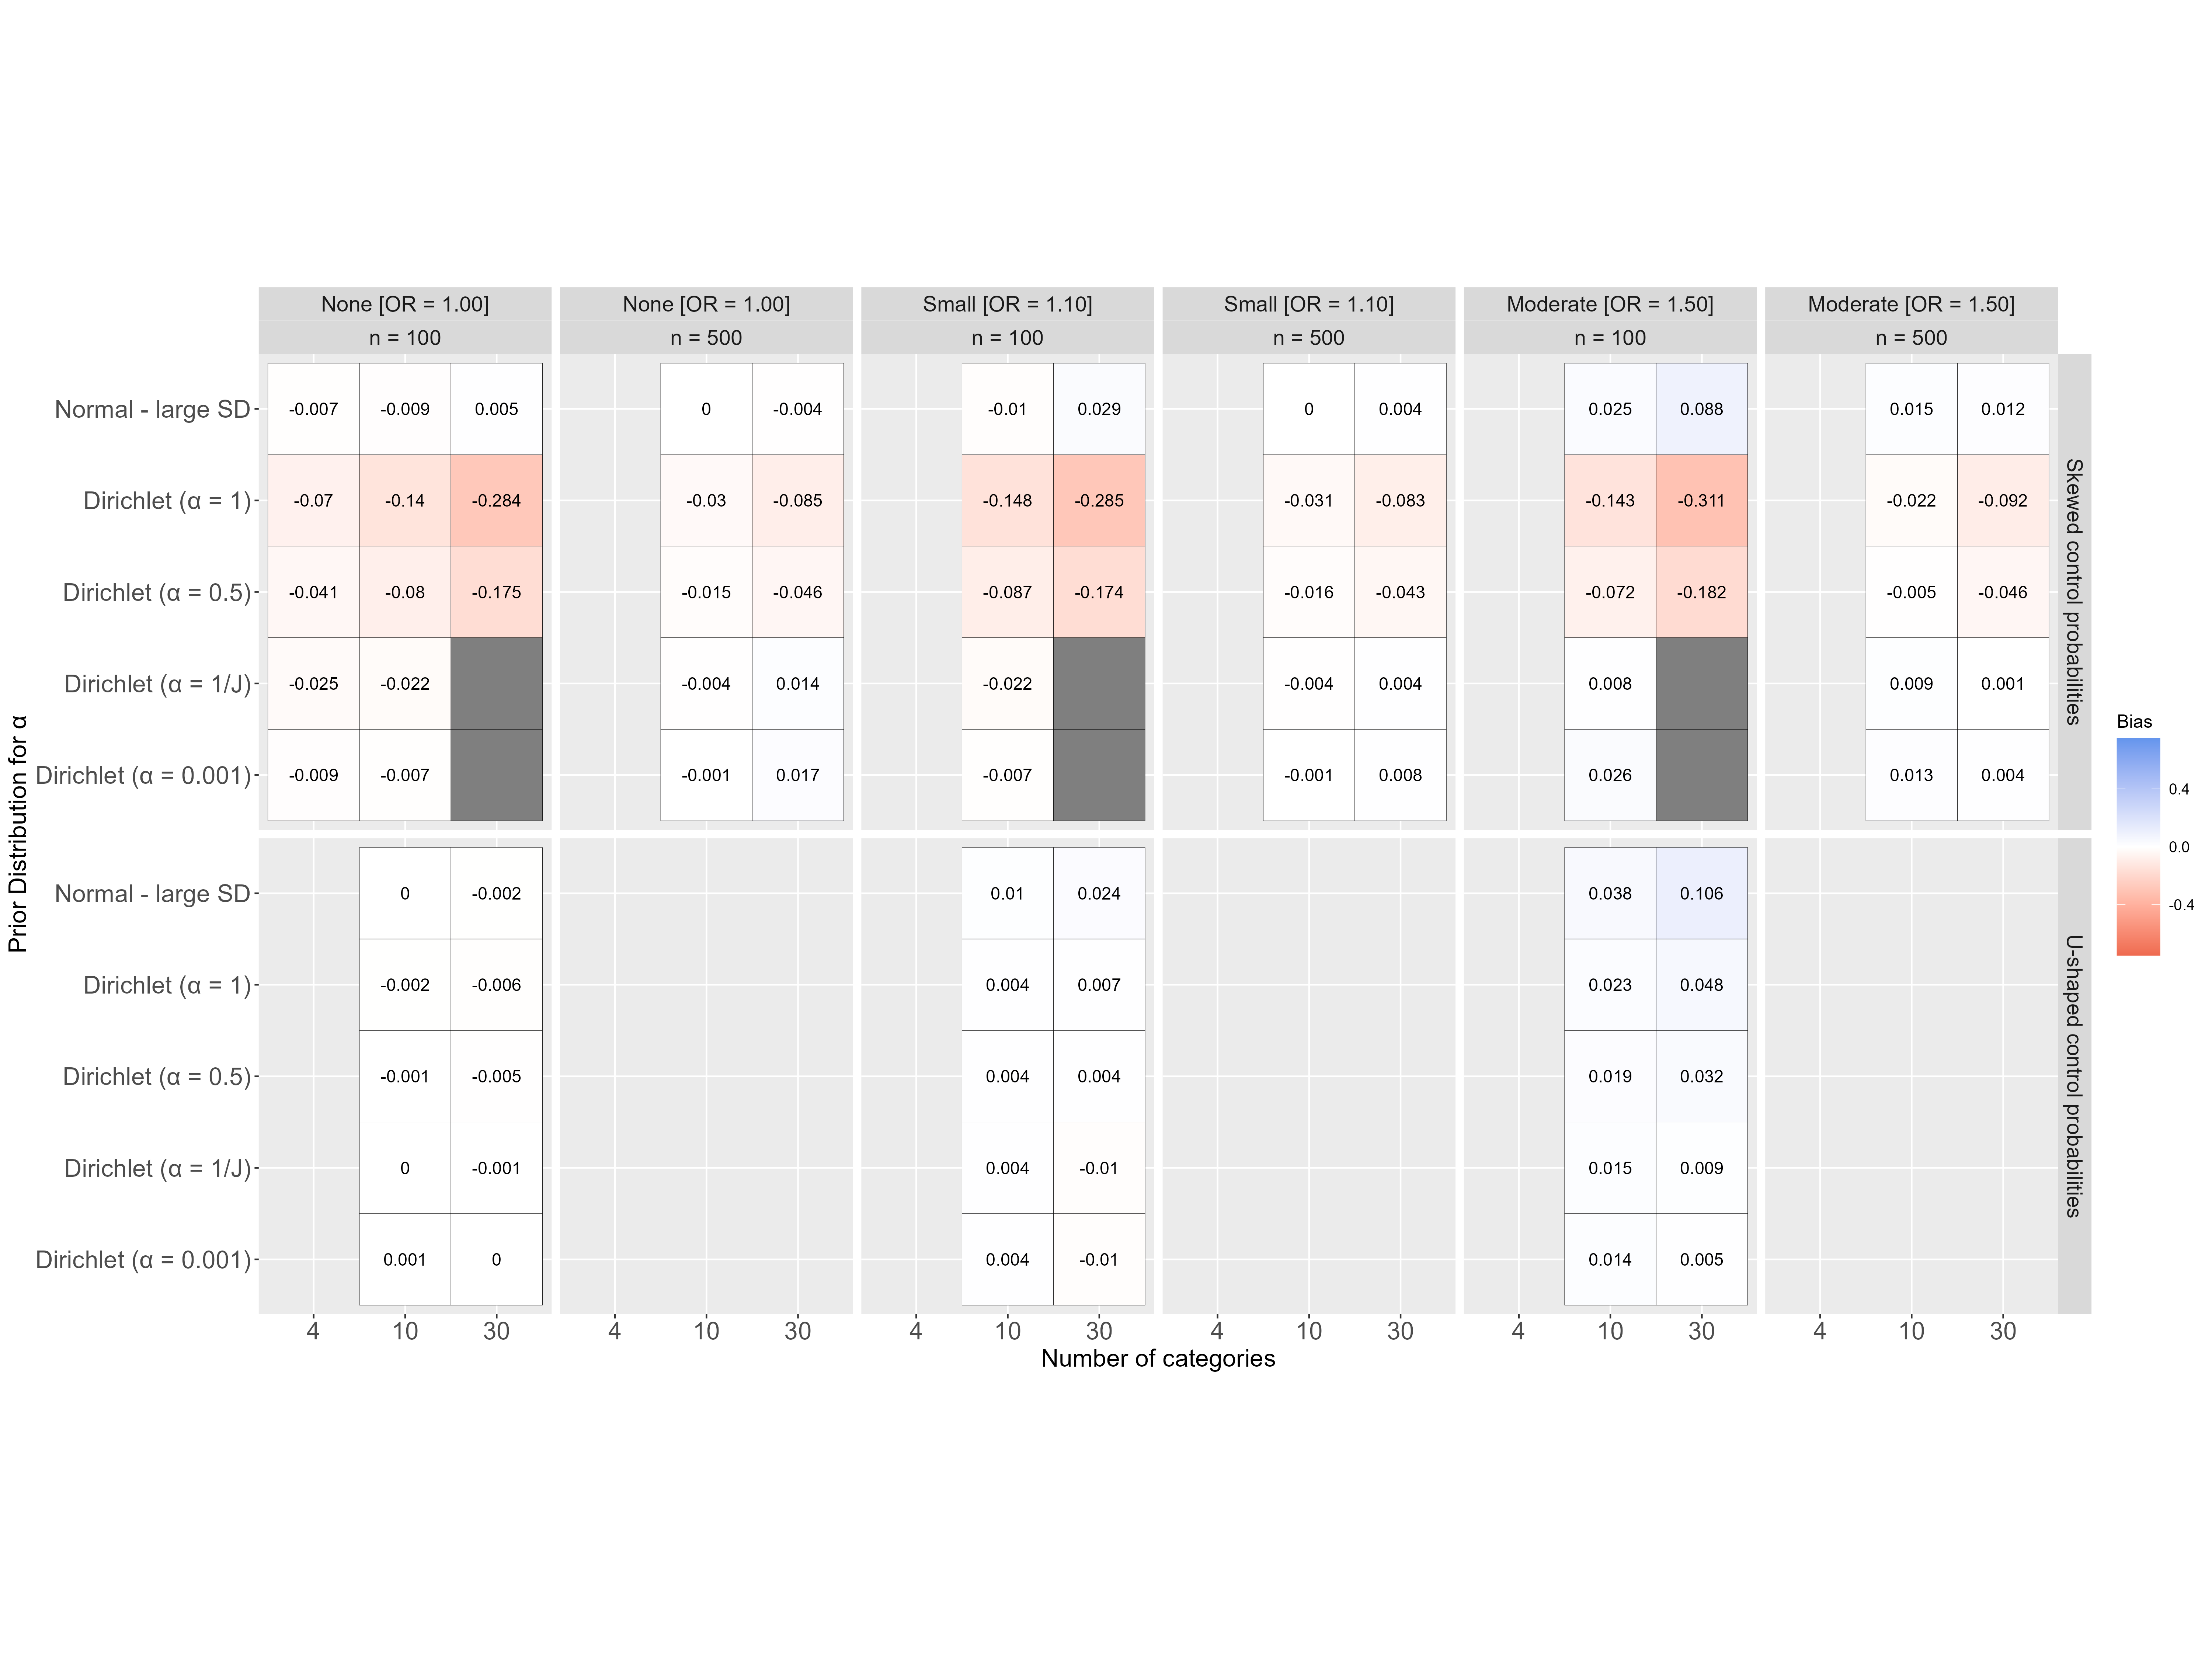 None [OR = 1.00] None [OR = 1.00] Small [OR = 1.10] Small [OR = 1.10] Moderate [OR = 1.50] Moderate [OR = 1.50]
n = 100 n = 500 n = 100 n = 500 n = 100 n = 500
Normal - large SD -0.007 -0.009 0.005 0 -0.004 -0.01 0.029 0 0.004 0.025 0.088 0.015 0.012
Dirichlet (α = 1) -0.07 -0.14 -0.284 -0.03 -0.085 -0.148 -0.285 -0.031 -0.083 -0.143 -0.311 -0.022 -0.092
Dirichlet (α = 0.5) -0.041 -0.08 -0.175 -0.015 -0.046 -0.087 -0.174 -0.016 -0.043 -0.072 -0.182 -0.005 -0.046
Dirichlet (α = 1/J) -0.025 -0.022 -0.004 0.014 -0.022 -0.004 0.004 0.008 0.009 0.001
Dirichlet (α = 0.001) -0.009 -0.007 -0.001 0.017 -0.007 -0.001 0.008 0.026 0.013 0.004
Skewed control probabilities
Normal - large SD 0 -0.002 0.01 0.024 0.038 0.106
Dirichlet (α = 1) -0.002 -0.006 0.004 0.007 0.023 0.048
Dirichlet (α = 0.5) -0.001 -0.005 0.004 0.004 0.019 0.032
Dirichlet (α = 1/J) 0 -0.001 0.004 -0.01 0.015 0.009
Dirichlet (α = 0.001) 0.001 0 0.004 -0.01 0.014 0.005
U-shaped control probabilities
4 10 30 4 10 30 4 10 30 4 10 30 4 10 30 4 10 30
Number of categories
Prior Distribution for α
Bias
0.4
0.0
-0.4